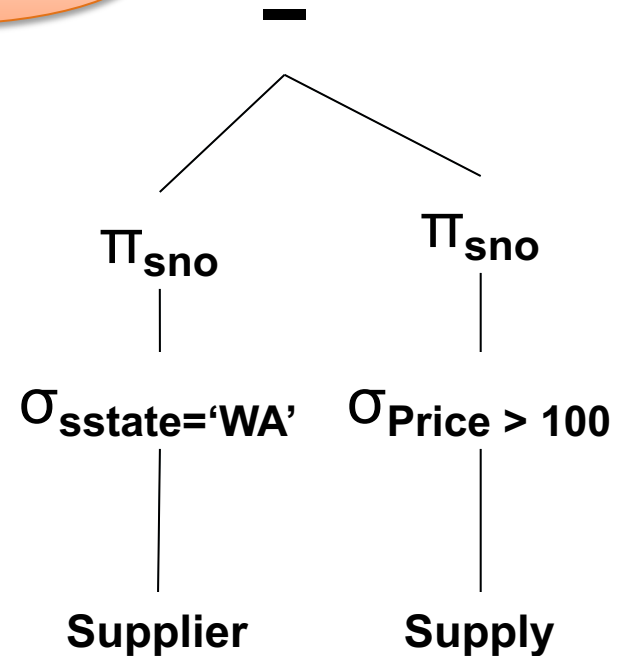 −
π sno
π sno
σ sstate=‘WA’
σ Price > 100
Supplier
Supply